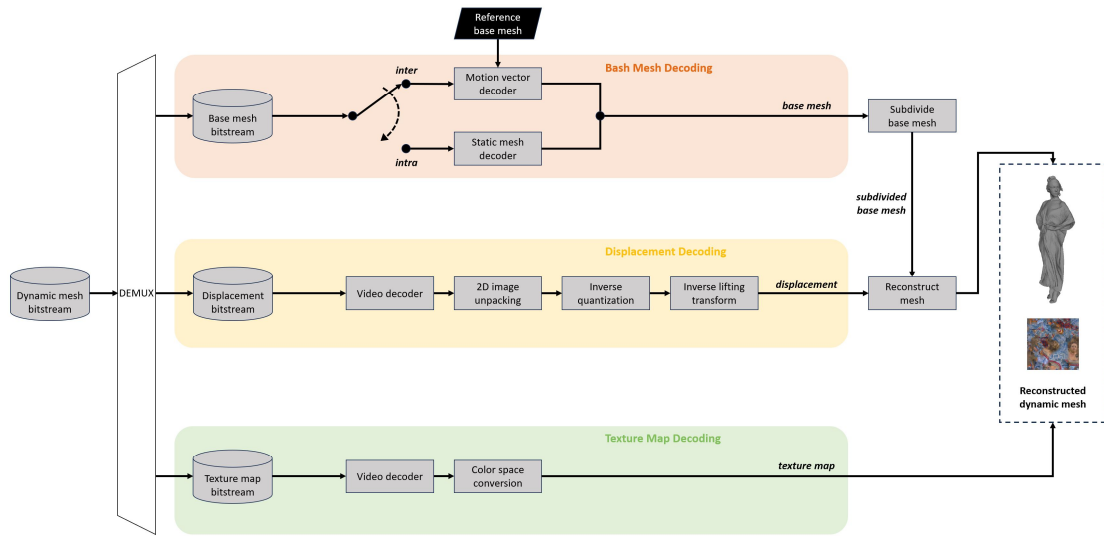 Reference
base mesh
Bash Mesh Decoding
inter
Motion vector
decoder
Base mesh
bitstream
base mesh
Subdivide
base mesh
Static mesh
decoder
intra
subdivided
base mesh
Displacement Decoding
Dynamic mesh
bitstream
DEMUX
Displacement
bitstream
Video decoder
2D image
unpacking
Inverse
quantization
Inverse lifting
transform
displacement
Reconstruct
mesh
Reconstructed
dynamic mesh
Texture Map Decoding
Texture map
bitstream
Video decoder
Color space
conversion
texture map